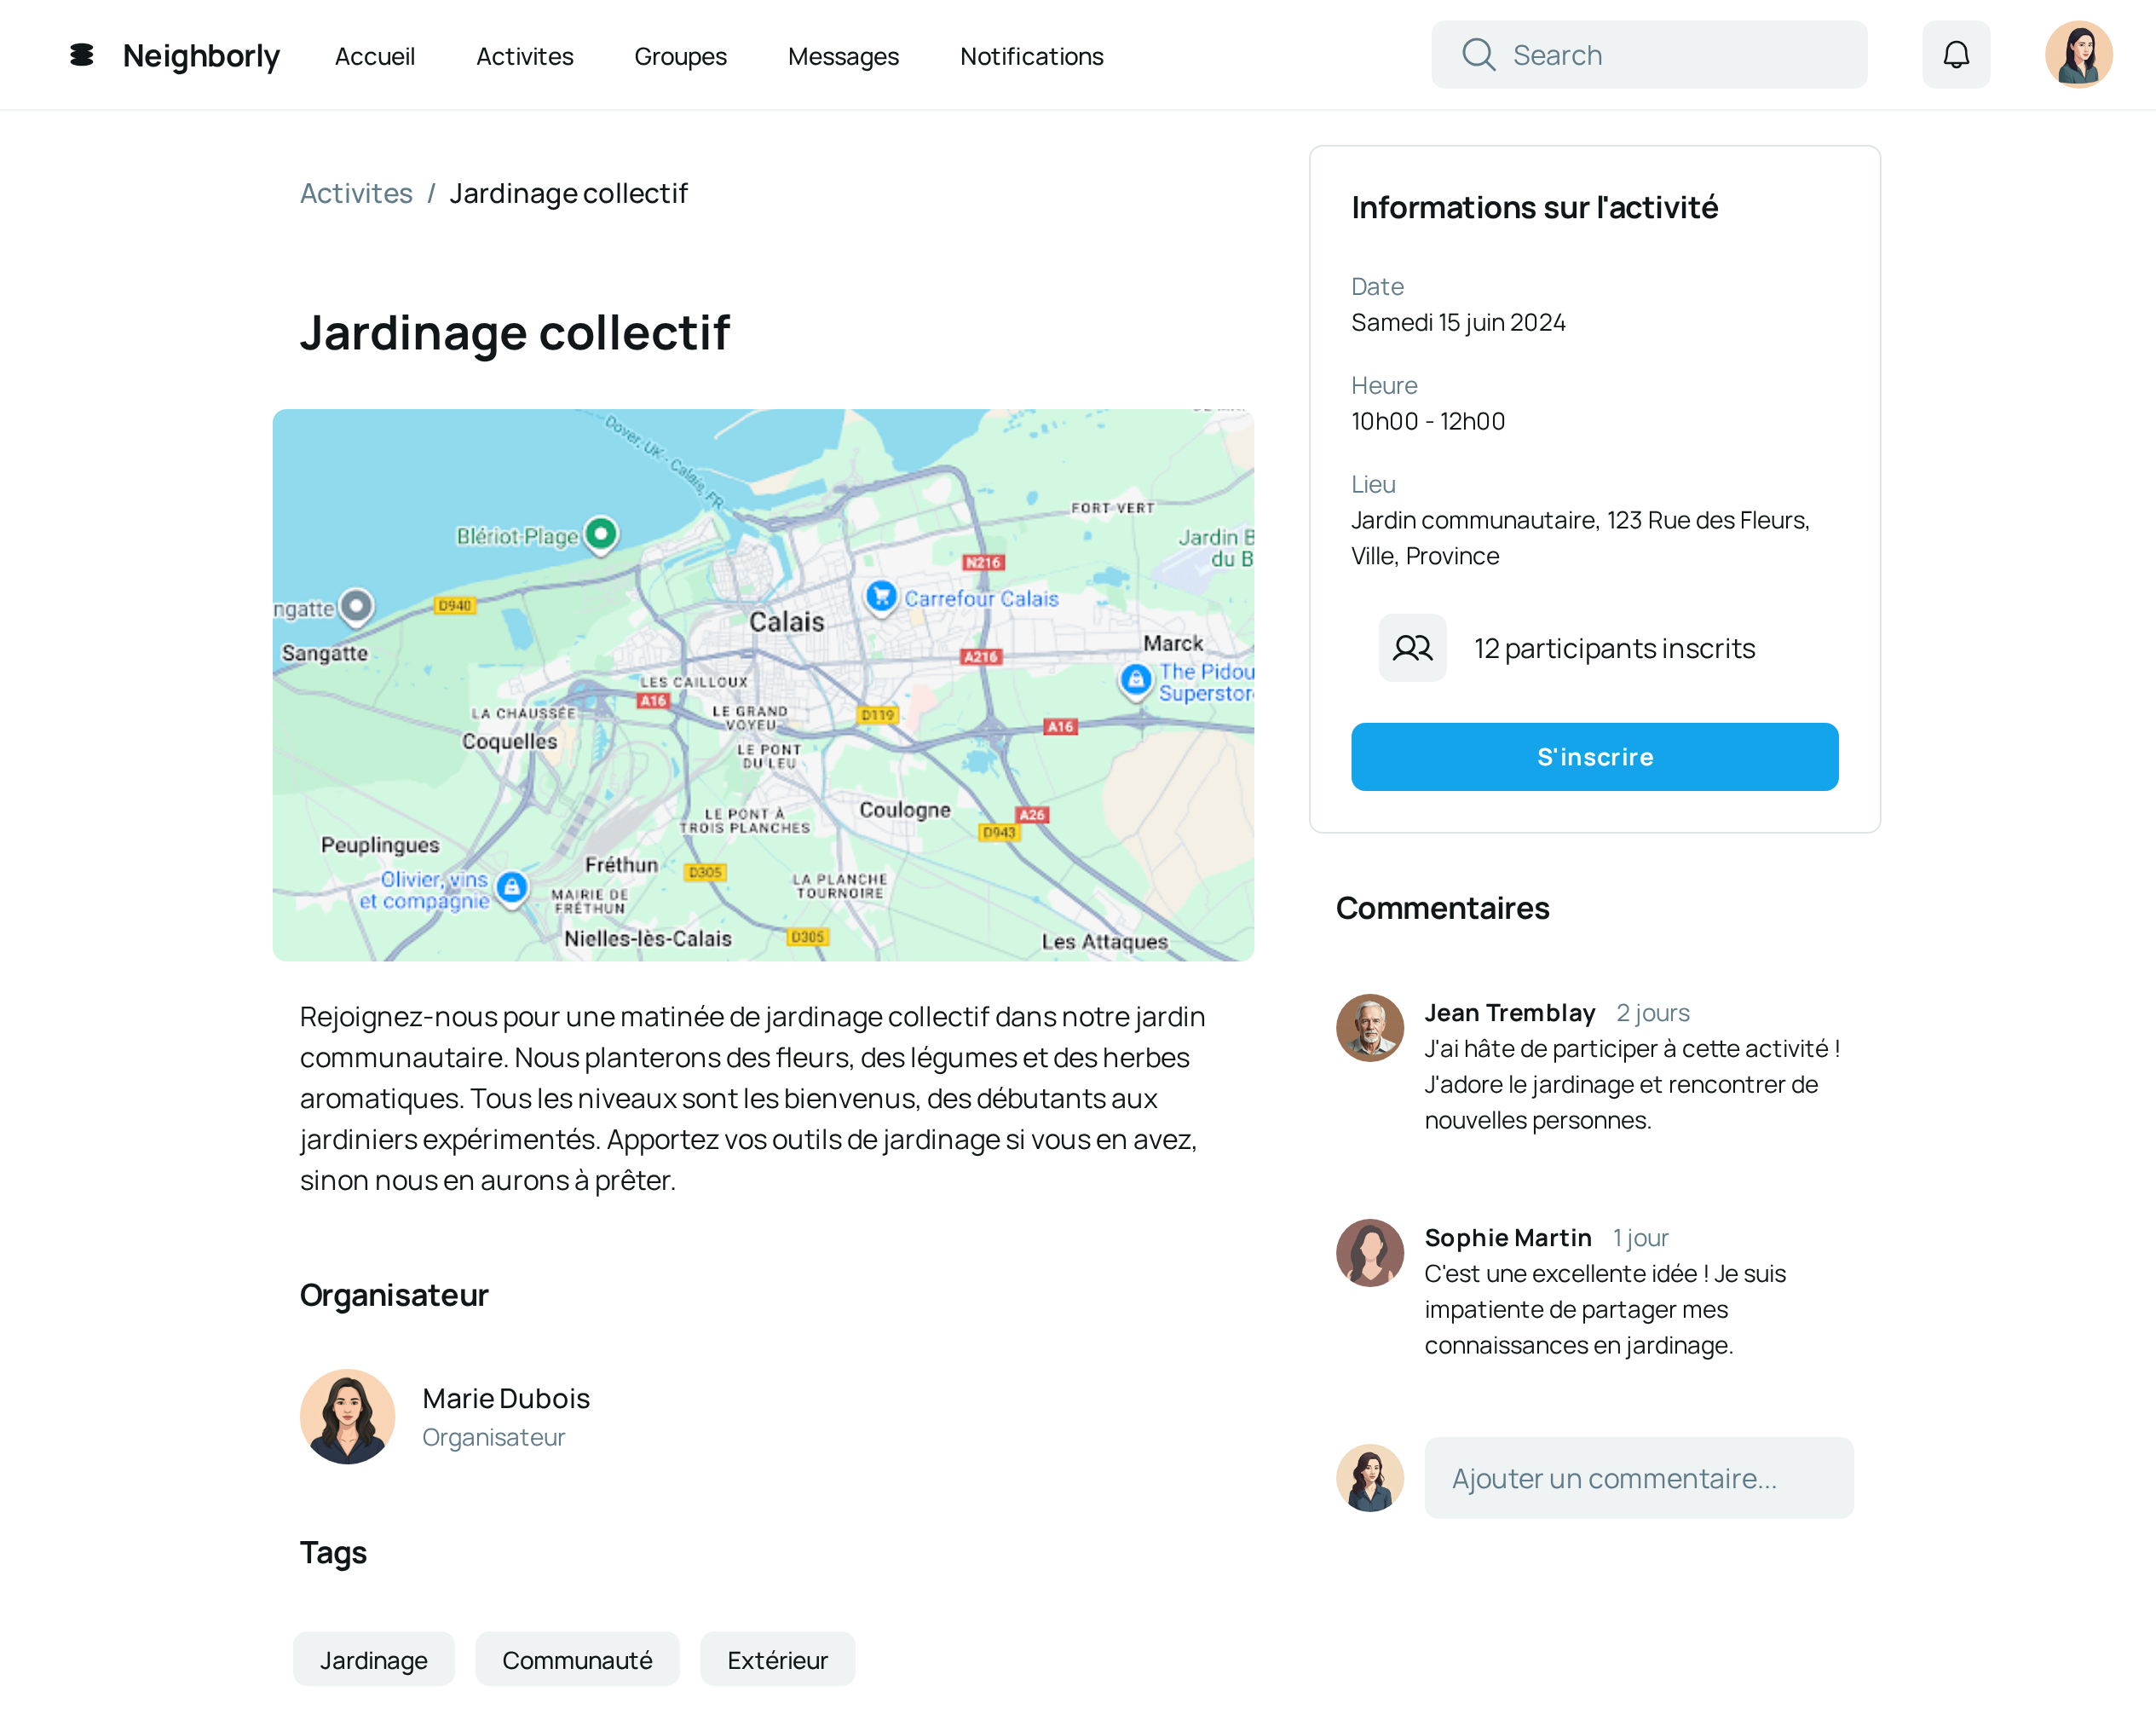 Neighborly
Accueil
Activites
Groupes
Messages
Notifications
Search
Activites / Jardinage collectif
Jardinage collectif
Dover, UK - Calais, FR
FORT VERT
Blériot-Plage
Jardin B
du B
N216
ngatte
D940
Carrefour Calais
Calais
Sangatte
Marck
A216
The Pidou
Superstor
LES CAILLOUX
A16
LA CHAUSSÉE
LE GRAND
VOYEU
D119
A16
Coquelles
LE PONT
DU LEU
LE PONT À
TROIS PLANCHES
Coulogne
A26
D943
Peuplingues
Fréthun
D305
Olivier, vins
et compagnie
MAIRIE DE
FRÉTHUN
LA PLANCHE
TOURNOIRE
Nielles-lès-Calais
D305
Les Attaques
Rejoignez-nous pour une matinée de jardinage collectif dans notre jardin
communautaire. Nous planterons des fleurs, des légumes et des herbes
aromatiques. Tous les niveaux sont les bienvenus, des débutants aux
jardiniers expérimentés. Apportez vos outils de jardinage si vous en avez,
sinon nous en aurons à prêter.
Organisateur
Marie Dubois
Organisateur
Tags
Jardinage
Communauté
Extérieur
Informations sur l'activité
Date
Samedi 15 juin 2024
Heure
10h00 - 12h00
Lieu
Jardin communautaire, 123 Rue des Fleurs,
Ville, Province
12 participants inscrits
S'inscrire
Commentaires
Jean Tremblay 2 jours
J'ai hâte de participer à cette activité !
J'adore le jardinage et rencontrer de
nouvelles personnes.
Sophie Martin 1 jour
C'est une excellente idée ! Je suis
impatiente de partager mes
connaissances en jardinage.
Ajouter un commentaire...